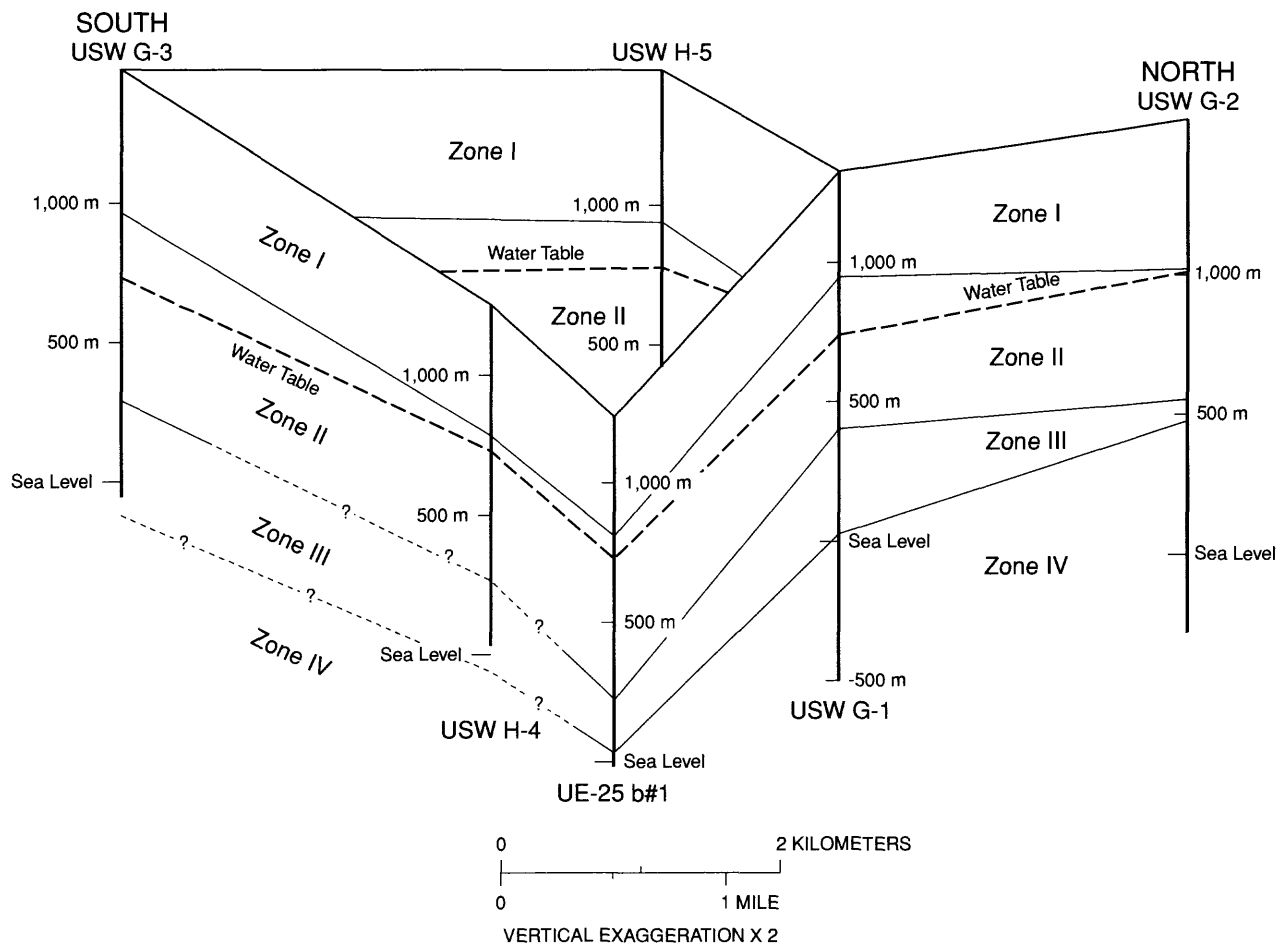 SOUTH
USW G-3
USW H-5
NORTH
USW G-2
Zone I
1,000 m
1,000 m
Zone I
Zone I
Water Table
1,000 m
Water Table
1,000 m
Zone II
500 m
500 m
Water Table
1,000 m
Zone II
Zone II
500 m
500 m
Zone III
Sea Level
1,000 m
?
500 m
Zone III
?
?
Sea Level
Sea Level
Zone IV
?
500 m
?
Zone IV
Sea Level
-500 m
?
USW G-1
USW H-4
Sea Level
UE-25 b#1
0 2 KILOMETERS
0 1 MILE
VERTICAL EXAGGERATION X 2